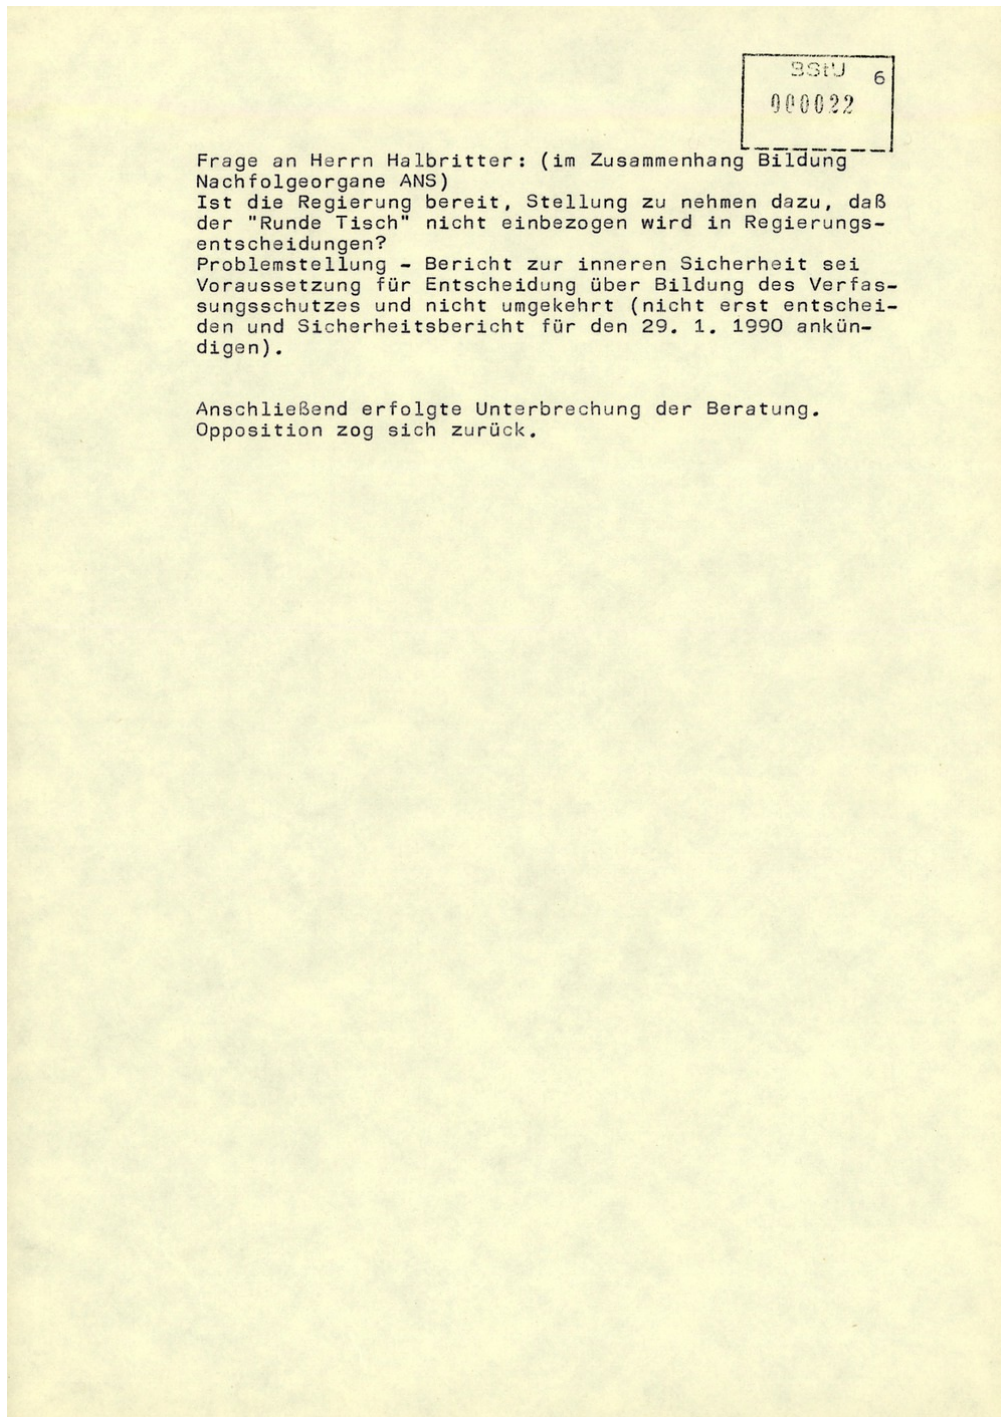 BStU
6
000022
Frage an Herrn Halbritter: (im Zusammenhang Bildung
Nachfolgeorgane ANS)
Ist die Regierung bereit, Stellung zu nehmen dazu, daß
der "Runde Tisch" nicht einbezogen wird in Regierungs-
entscheidungen?
Problemstellung - Bericht zur inneren Sicherheit sei
Voraussetzung für Entscheidung über Bildung des Verfas-
sungsschutzes und nicht umgekehrt (nicht erst entschei-
den und Sicherheitsbericht für den 29. 1. 1990 ankün-
digen).
Anschließend erfolgte Unterbrechung der Beratung.
Opposition zog sich zurück.